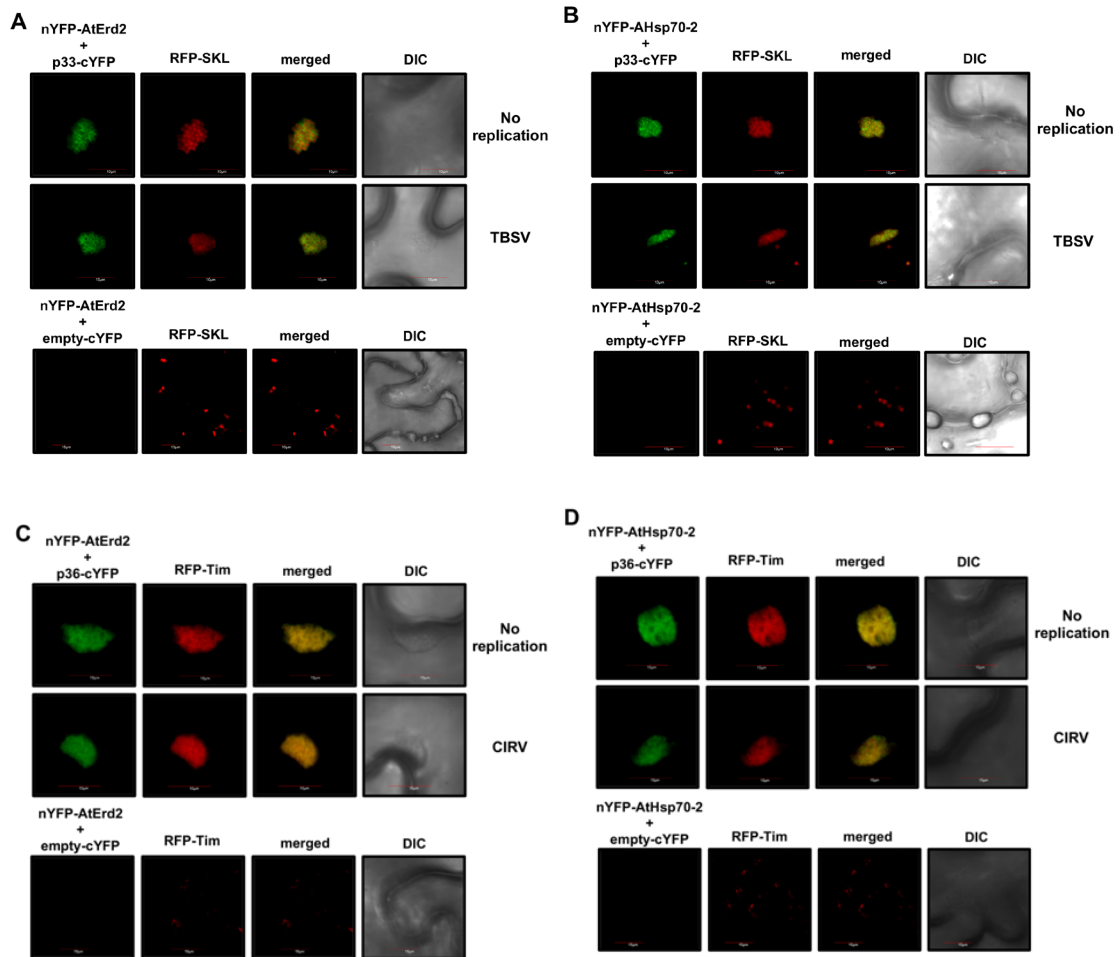 A
nYFP-AtErd2
+
p33-cYFP
RFP-SKL
merged
DIC
No
replication
TBSV
nYFP-AtErd2
+
empty-cYFP
RFP-SKL
merged
DIC
B
nYFP-AHsp70-2
+
p33-cYFP
RFP-SKL
merged
DIC
No
replication
TBSV
nYFP-AtHsp70-2
+
empty-cYFP
RFP-SKL
merged
DIC
C
nYFP-AtErd2
+
p36-cYFP
RFP-Tim
merged
DIC
No
replication
CIRV
nYFP-AtErd2
+
empty-cYFP
RFP-Tim
merged
DIC
D
nYFP-AtHsp70-2
+
p36-cYFP
RFP-Tim
merged
DIC
No
replication
CIRV
nYFP-AtHsp70-2
+
empty-cYFP
RFP-Tim
merged
DIC